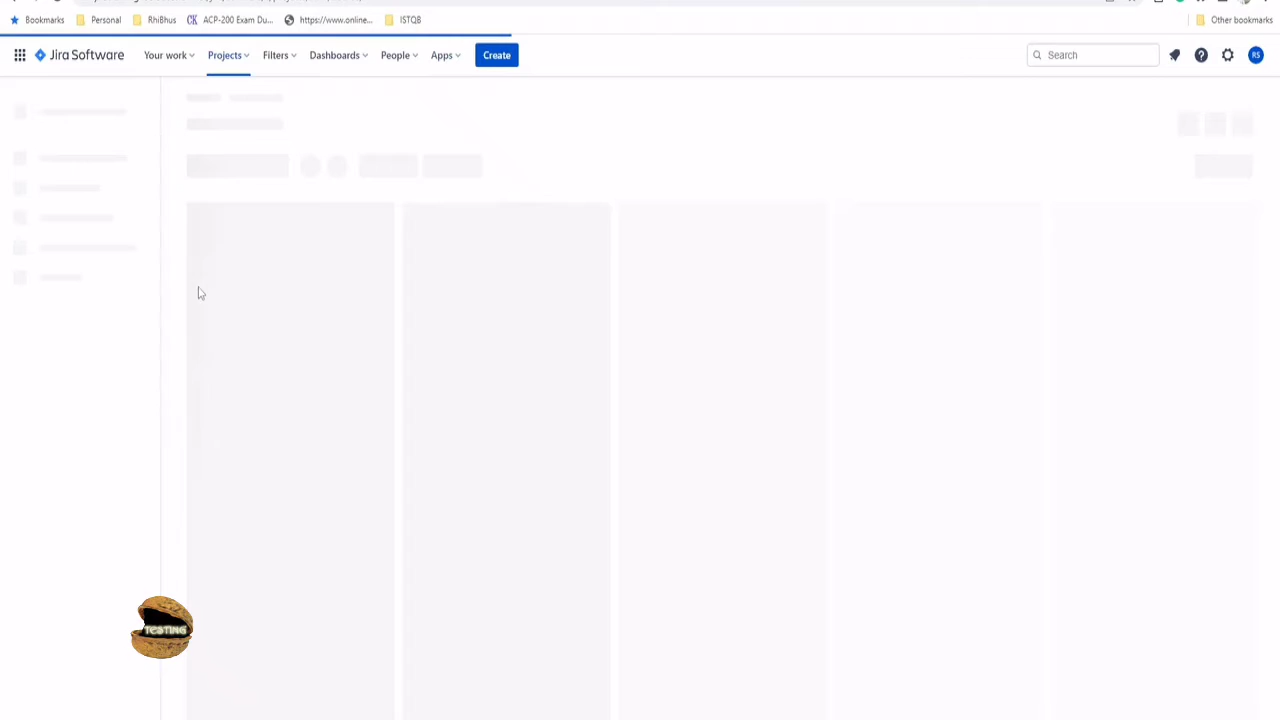 Bookmarks Personal RhiBhus ACP-200 Exam Du... https://www.online... ISTQB Other bookmarks
Jira Software Your work Projects Filters Dashboards People Apps Create Search RS
TESTING